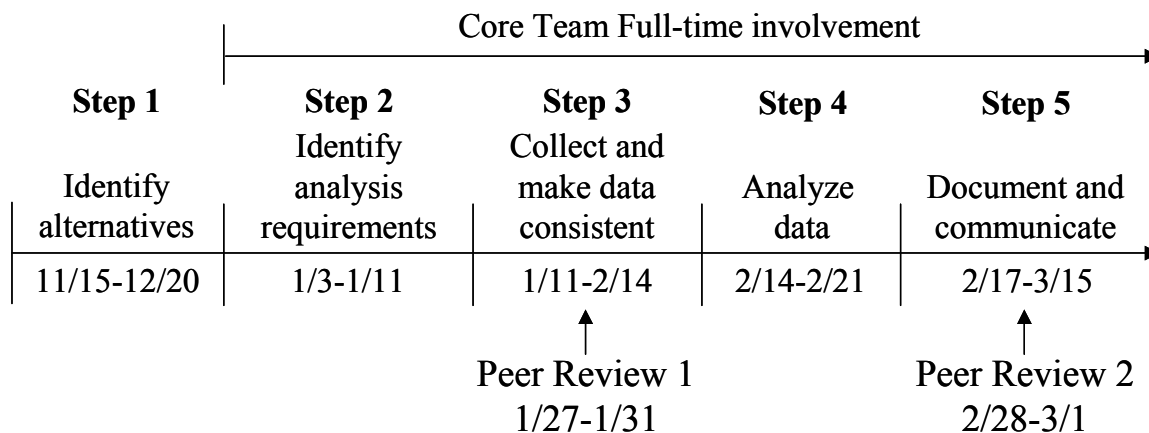 Core Team Full-time involvement
Step 1
Identify
alternatives
11/15-12/20
Step 2
Identify
analysis
requirements
1/3-1/11
Step 3
Collect and
make data
consistent
1/11-2/14
Peer Review 1
1/27-1/31
Step 4
Analyze
data
2/14-2/21
Step 5
Document and
communicate
2/17-3/15
Peer Review 2
2/28-3/1